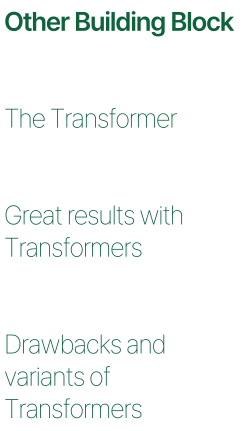 Other Building Block
The Transformer
Great results with
Transformers
Drawbacks and
variants of
Transformers